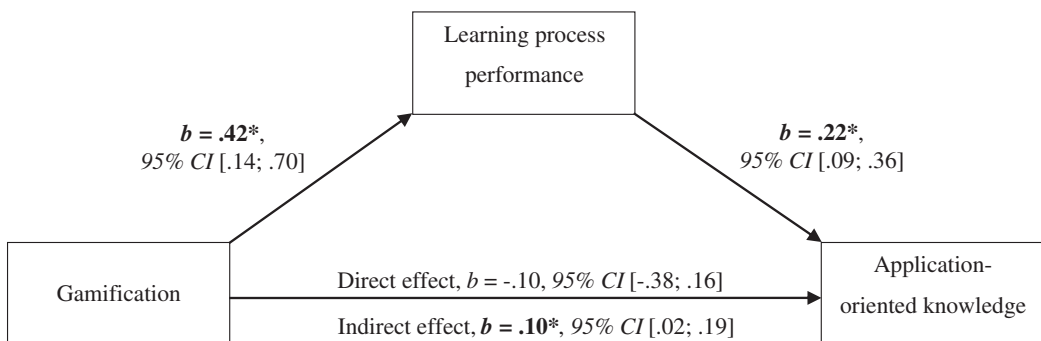 Learning process
performance
b = .42*,
95% CI [.14; .70]
b = .22*,
95% CI [.09; .36]
Gamification
Direct effect, b = -.10, 95% CI [-.38; .16]
Indirect effect, b = .10*, 95% CI [.02; .19]
Application-
oriented knowledge